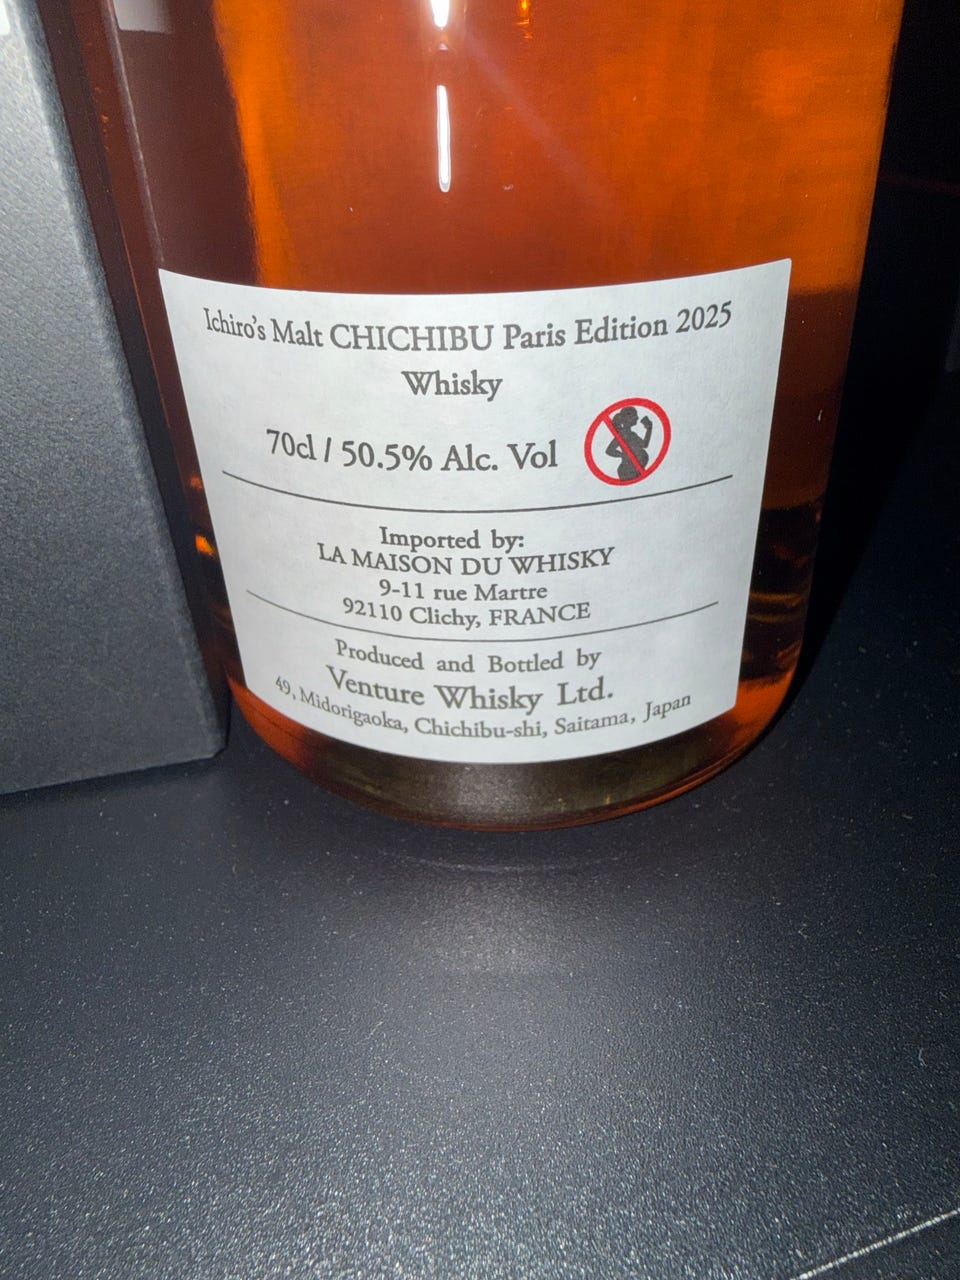 Ichiro's Malt CHICHIBU Paris Edition 2025
Whisky
70cl / 50.5% Alc. Vol
Imported by:
LA MAISON DU WHISKY
9-11 rue Martre
92110 Clichy, FRANCE
Produced and Bottled by
Venture Whisky Ltd.
49, Midorigaoka, Chichibu-shi, Saitama, Japan